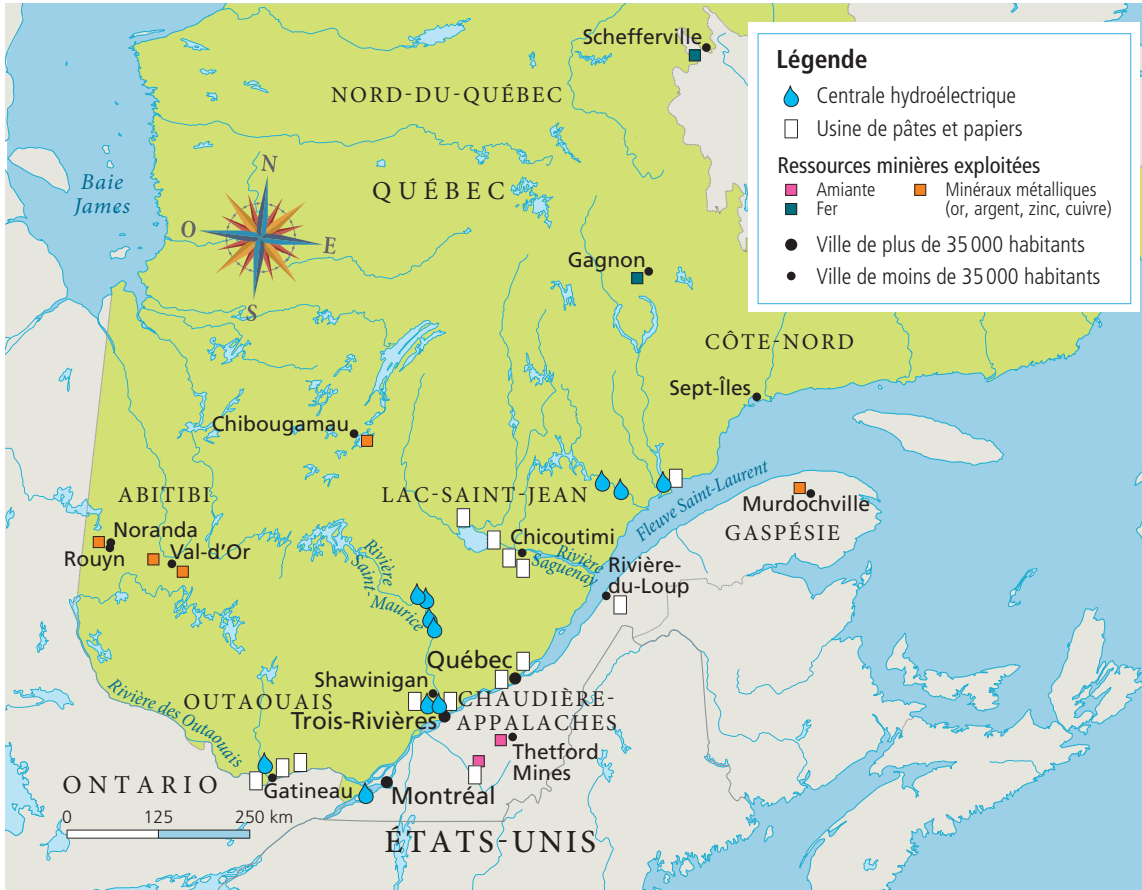 Schefferville
NORD-DU-QUÉBEC
Baie
James
QUÉBEC
N
O
E
S
Gagnon
CÔTE-NORD
Sept-Îles
Chibougamau
ABITIBI
LAC-SAINT-JEAN
Fleuve Saint-Laurent
Murdochville
GASPÉSIE
Noranda
Rouyn
Val-d'Or
Rivière
Saint-Maurice
Chicoutimi
Rivière
Saguenay
Rivière-
du-Loup
Québec
Shawinigan
OUTAOUAIS
CHAUDIÈRE-
APPALACHES
Rivière des Outaouais
Trois-Rivières
Thetford
Mines
ONTARIO
Gatineau
Montréal
0 125 250 km
ÉTATS-UNIS
Légende
Centrale hydroélectrique
Usine de pâtes et papiers
Ressources minières exploitées
Amiante
Fer
Minéraux métalliques
(or, argent, zinc, cuivre)
Ville de plus de 35 000 habitants
Ville de moins de 35 000 habitants